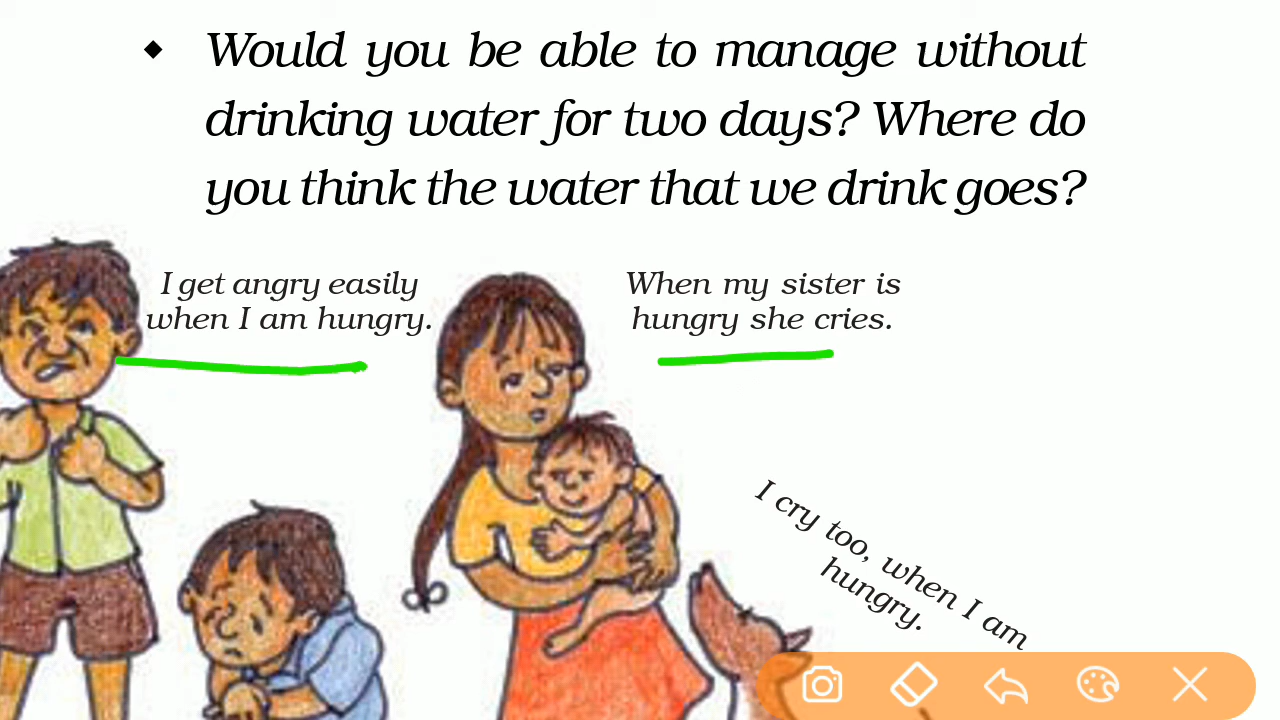 ◆ Would you be able to manage without
drinking water for two days? Where do
you think the water that we drink goes?
I get angry easily
when I am hungry.
When my sister is
hungry she cries.
I cry too, when I am
hungry.